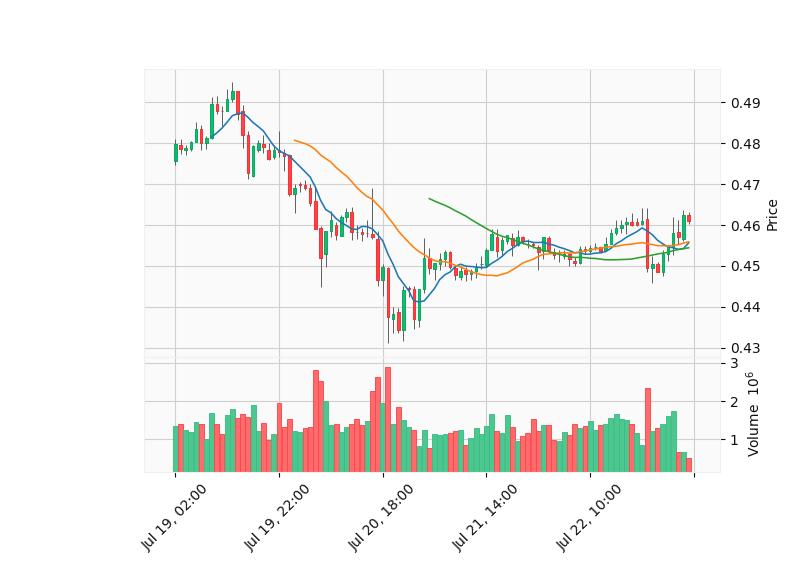 0.49
0.48
0.47
0.46
0.45
0.44
0.43
Price
3
2
1
Volume 10^6
Jul 19, 02:00
Jul 19, 22:00
Jul 20, 18:00
Jul 21, 14:00
Jul 22, 10:00